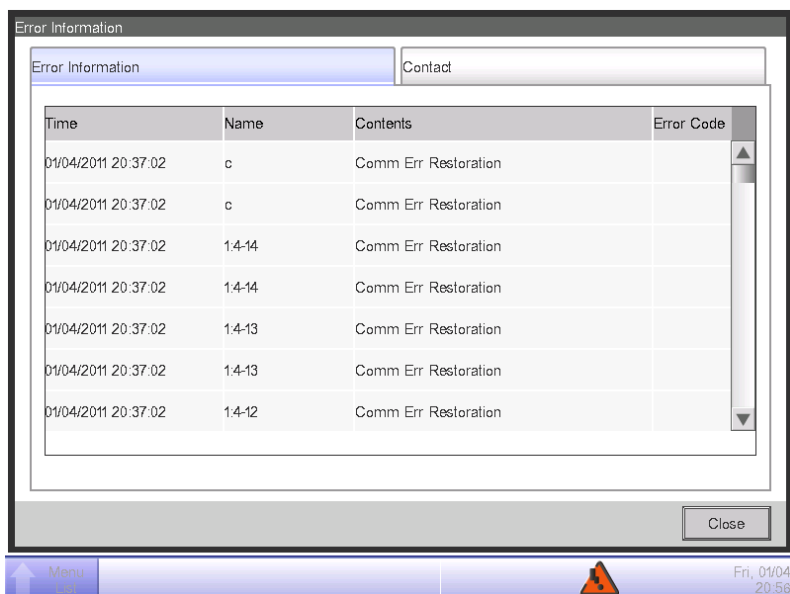 Error Information
Error Information Contact
Time Name Contents Error Code
01/04/2011 20:37:02 c Comm Err Restoration
01/04/2011 20:37:02 c Comm Err Restoration
01/04/2011 20:37:02 1:4-14 Comm Err Restoration
01/04/2011 20:37:02 1:4-14 Comm Err Restoration
01/04/2011 20:37:02 1:4-13 Comm Err Restoration
01/04/2011 20:37:02 1:4-13 Comm Err Restoration
01/04/2011 20:37:02 1:4-12 Comm Err Restoration
Close
Menu
List
Fri, 01/04
20:56